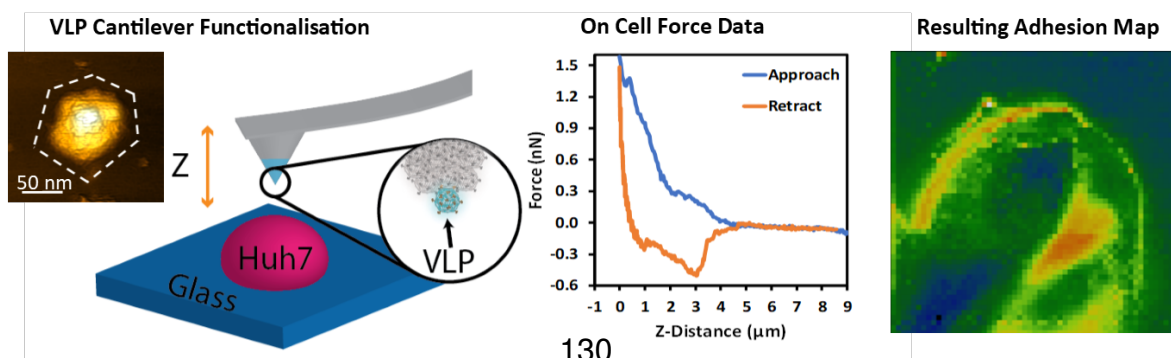 VLP Cantilever Functionalisation
50 nm
Z
Huh7
Glass
VLP
On Cell Force Data
Force (nN)
1.5
1.2
0.9
0.6
0.3
0.0
-0.3
-0.6
Approach
Retract
-1 0 1 2 3 4 5 6 7 8 9
Z-Distance (µm)
Resulting Adhesion Map
130